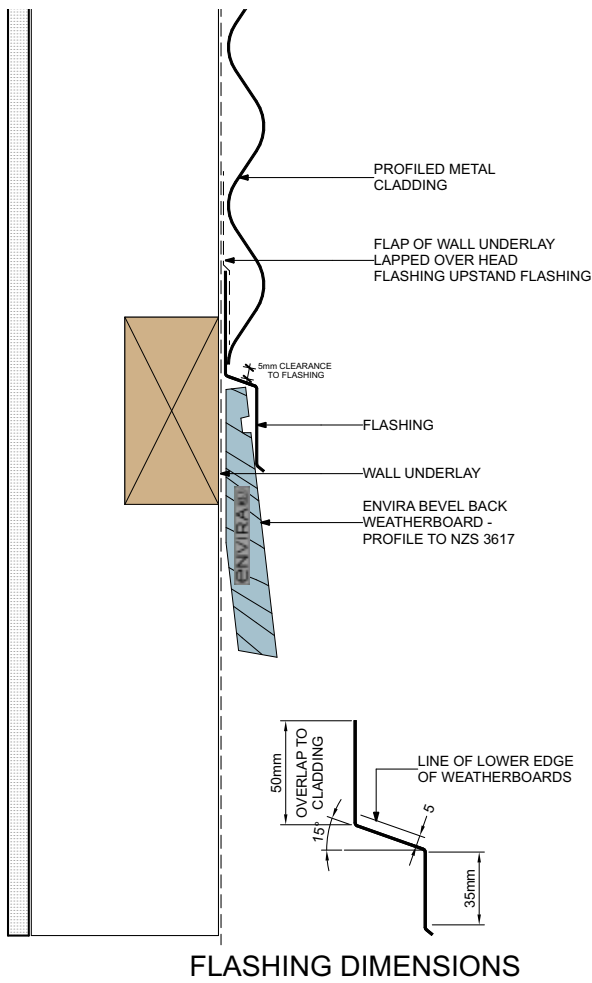 PROFILED METAL
CLADDING
FLAP OF WALL UNDERLAY
LAPPED OVER HEAD
FLASHING UPSTAND FLASHING
5mm CLEARANCE
TO FLASHING
FLASHING
WALL UNDERLAY
ENVIRA BEVEL BACK
WEATHERBOARD -
PROFILE TO NZS 3617
ENVIRA
50mm
OVERLAP TO
CLADDING
LINE OF LOWER EDGE
OF WEATHERBOARDS
5
15°
35mm
FLASHING DIMENSIONS